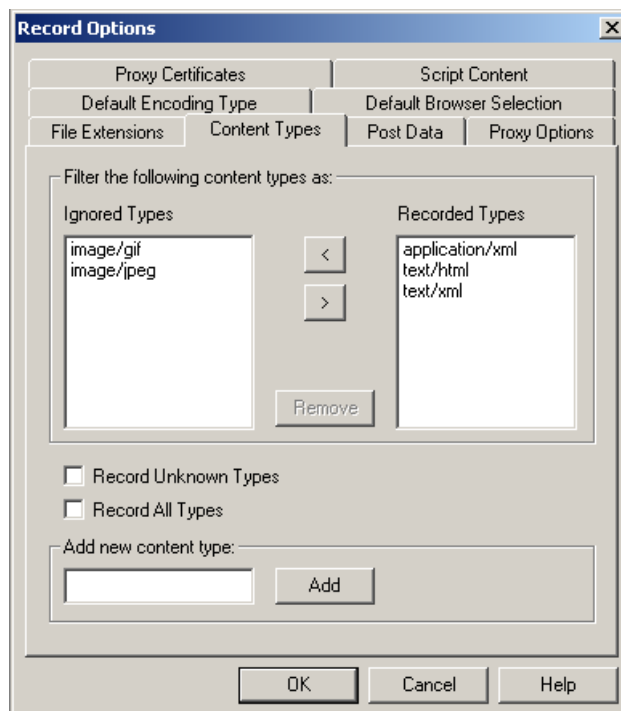 Record Options
Proxy Certificates
Script Content
Default Encoding Type
Default Browser Selection
File Extensions
Content Types
Post Data
Proxy Options
Filter the following content types as:
Ignored Types
Recorded Types
image/gif
image/jpeg
<
>
application/xml
text/html
text/xml
Remove
Record Unknown Types
Record All Types
Add new content type:
Add
OK
Cancel
Help